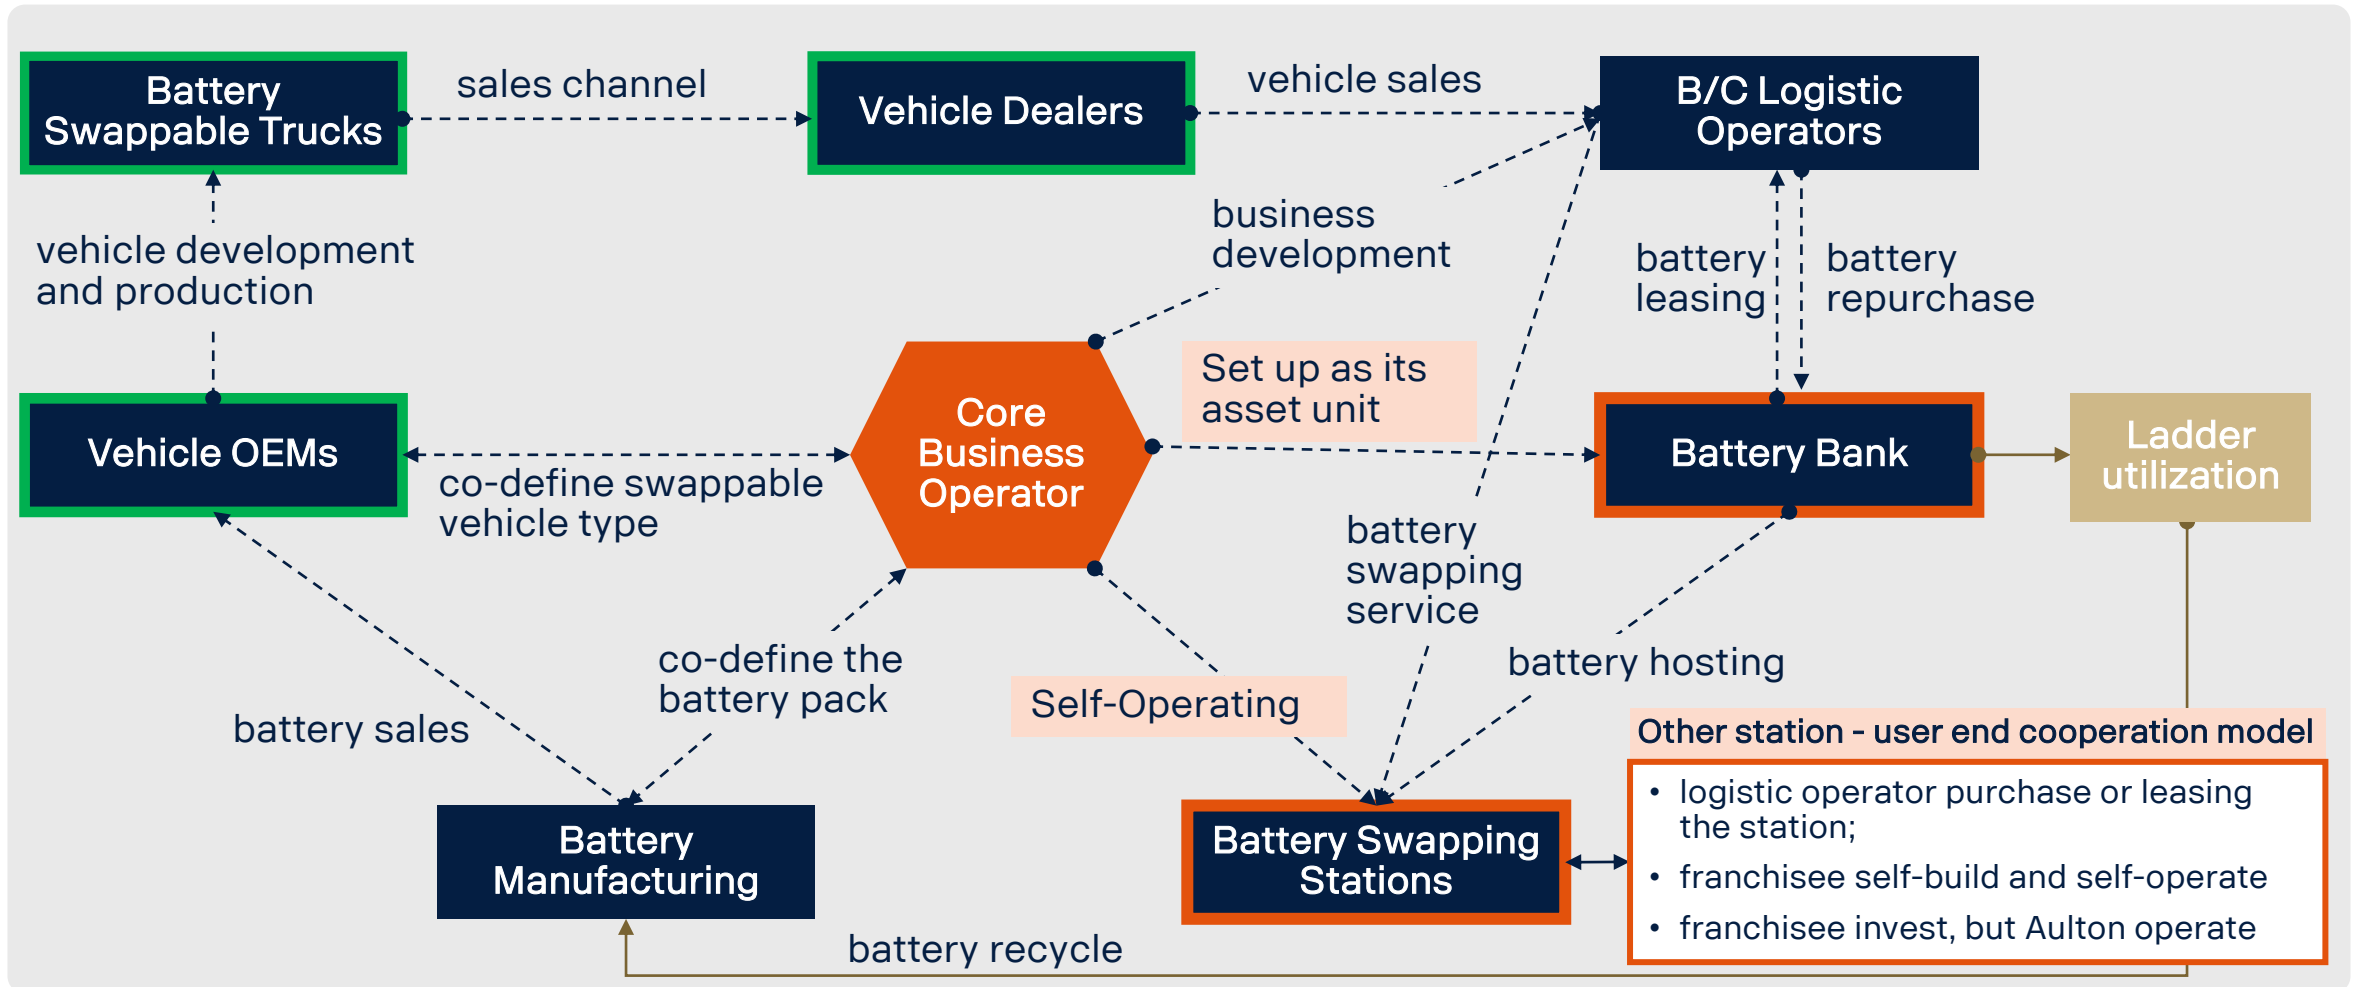 Battery
Swappable Trucks
sales channel
Vehicle Dealers
vehicle sales
B/C Logistic
Operators
vehicle development
and production
business
development
battery
leasing
battery
repurchase
Vehicle OEMs
co-define swappable
vehicle type
Core
Business
Operator
Set up as its
asset unit
Battery Bank
Ladder
utilization
battery
swapping
service
battery sales
co-define the
battery pack
Self-Operating
battery hosting
Other station - user end cooperation model
• logistic operator purchase or leasing
the station;
• franchisee self-build and self-operate
• franchisee invest, but Aulton operate
Battery
Manufacturing
Battery Swapping
Stations
battery recycle